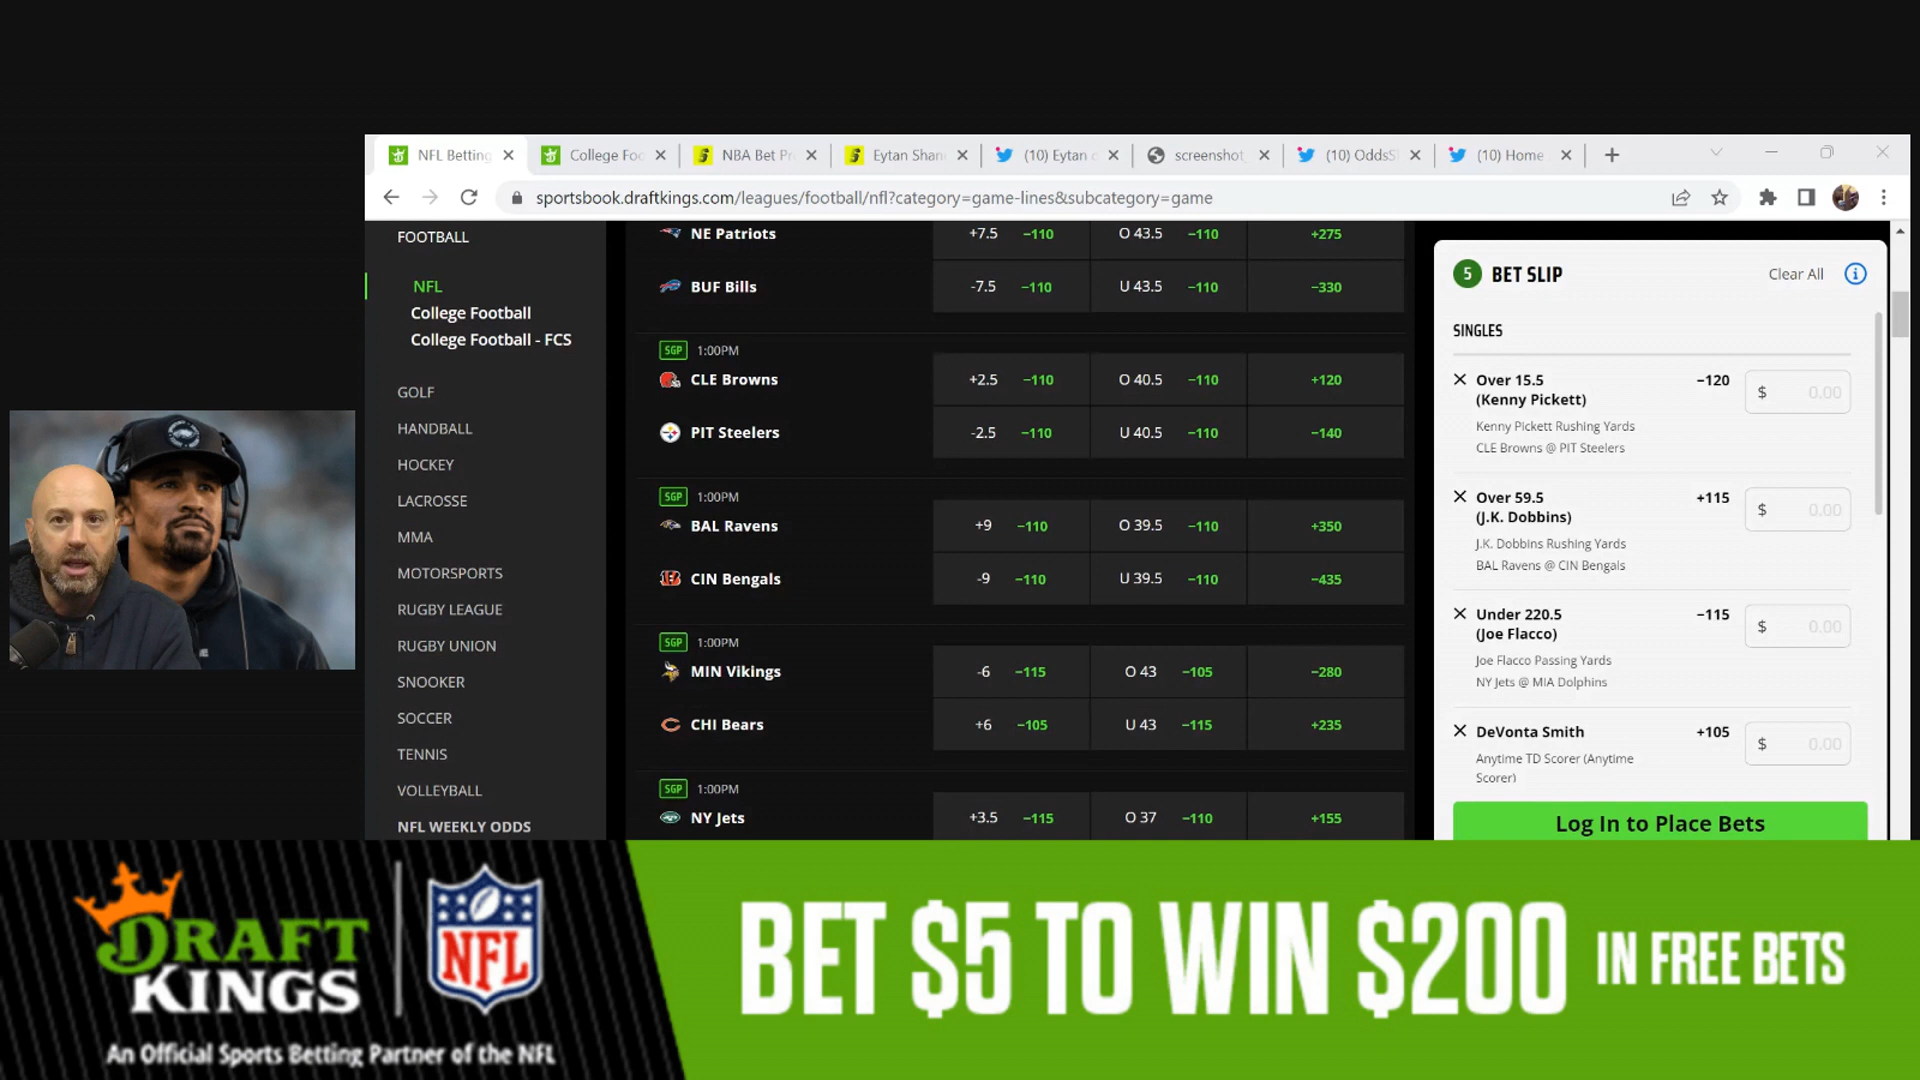 NFL Betting
College Foo
NBA Bet Pr
Eytan Shan
(10) Eytan
screenshot
(10) OddsS
(10) Home
sportsbook.draftkings.com/leagues/football/nfl?category=game-lines&subcategory=game
FOOTBALL
NFL
College Football
College Football - FCS
GOLF
HANDBALL
HOCKEY
LACROSSE
MMA
MOTORSPORTS
RUGBY LEAGUE
RUGBY UNION
SNOOKER
SOCCER
TENNIS
VOLLEYBALL
NFL WEEKLY ODDS
NE Patriots +7.5 −110 O 43.5 −110 +275
BUF Bills -7.5 −110 U 43.5 −110 −330
SGP 1:00PM
CLE Browns +2.5 −110 O 40.5 −110 +120
PIT Steelers -2.5 −110 U 40.5 −110 −140
SGP 1:00PM
BAL Ravens +9 −110 O 39.5 −110 +350
CIN Bengals -9 −110 U 39.5 −110 −435
SGP 1:00PM
MIN Vikings -6 −115 O 43 −105 −280
CHI Bears +6 −105 U 43 −115 +235
SGP 1:00PM
NY Jets +3.5 −115 O 37 −110 +155
5 BET SLIP Clear All
SINGLES
Over 15.5 −120 $ 0.00
(Kenny Pickett)
Kenny Pickett Rushing Yards
CLE Browns @ PIT Steelers
Over 59.5 +115 $ 0.00
(J.K. Dobbins)
J.K. Dobbins Rushing Yards
BAL Ravens @ CIN Bengals
Under 220.5 −115 $ 0.00
(Joe Flacco)
Joe Flacco Passing Yards
NY Jets @ MIA Dolphins
DeVonta Smith +105 $ 0.00
Anytime TD Scorer (Anytime
Scorer)
Log In to Place Bets
DRAFT
KINGS
NFL
An Official Sports Betting Partner of the NFL
BET $5 TO WIN $200 IN FREE BETS